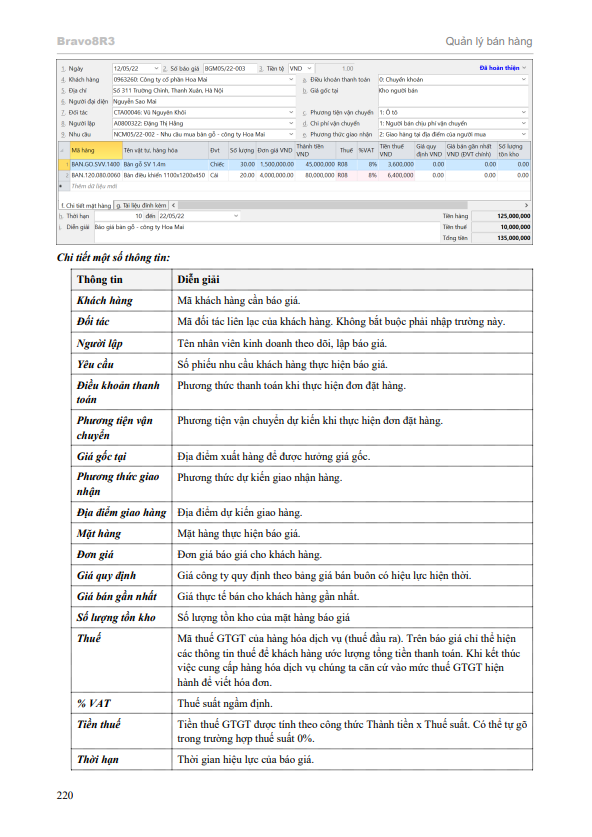 Bravo8R3 Quản lý bán hàng
1. Ngày 12/05/22 2. Số báo giá BGM05/22-003 3. Tiền tệ VND 1.00 Đã hoàn thiện
4. Khách hàng 0963260: Công ty cổ phần Hoa Mai a. Điều khoản thanh toán 0: Chuyển khoản
5. Địa chỉ Số 311 Trường Chinh, Thanh Xuân, Hà Nội b. Giá gốc tại Kho người bán
6. Người đại diện Nguyễn Sao Mai
7. Đối tác CTA00046: Vũ Nguyên Khôi c. Phương tiện vận chuyển 1: Ô tô
8. Người lập A0800322: Đặng Thị Hằng d. Chi phí vận chuyển 1: Người bán chịu phí vận chuyển
9. Nhu cầu NCM05/22-002 - Nhu cầu mua bán gỗ - công ty Hoa Mai e. Phương thức giao nhận 2: Giao hàng tại địa điểm của người mua
Mã hàng Tên vật tư, hàng hóa Đvt Số lượng Đơn giá VND Thành tiền VND Thuế %VAT Tiền thuế VND Giá quy định VND Giá bán gần nhất VND (ĐVT chính) Số lượng tồn kho
1 BAN.GO.SVV.1400 Bàn gỗ SV 1.4m Chiếc 30.00 1,500,000.00 45,000,000 R08 8% 3,600,000 0.00 0.00 0.00
2 BAN.120.080.0060 Bàn điều khiển 1100x1200x450 Cái 20.00 4,000,000.00 80,000,000 R08 8% 6,400,000 0.00 0.00 0.00
Thêm dữ liệu mới
f. Chi tiết mặt hàng g. Tài liệu đính kèm
h. Thời hạn 10 đến 22/05/22 Tiền hàng 125,000,000
i. Diễn giải Báo giá bán gỗ - công ty Hoa Mai Tiền thuế 10,000,000
Tổng tiền 135,000,000
Chi tiết một số thông tin:
Thông tin Diễn giải
Khách hàng Mã khách hàng cần báo giá.
Đối tác Mã đối tác liên lạc của khách hàng. Không bắt buộc phải nhập trường này.
Người lập Tên nhân viên kinh doanh theo dõi, lập báo giá.
Yêu cầu Số phiếu nhu cầu khách hàng thực hiện báo giá.
Điều khoản thanh toán Phương thức thanh toán khi thực hiện đơn đặt hàng.
Phương tiện vận chuyển Phương tiện vận chuyển dự kiến khi thực hiện đơn đặt hàng.
Giá gốc tại Địa điểm xuất hàng để được hưởng giá gốc.
Phương thức giao nhận Phương thức dự kiến giao nhận hàng.
Địa điểm giao hàng Địa điểm dự kiến giao hàng.
Mặt hàng Mặt hàng thực hiện báo giá.
Đơn giá Đơn giá báo giá cho khách hàng.
Giá quy định Giá công ty quy định theo bảng giá bán buôn có hiệu lực hiện thời.
Giá bán gần nhất Giá thực tế bán cho khách hàng gần nhất.
Số lượng tồn kho Số lượng tồn kho của mặt hàng báo giá
Thuế Mã thuế GTGT của hàng hóa dịch vụ (thuế đầu ra). Trên báo giá chỉ thể hiện
các thông tin thuế để khách hàng ước lượng tổng tiền thanh toán. Khi kết thúc
việc cung cấp hàng hóa dịch vụ chúng ta căn cứ vào mức thuế GTGT hiện
hành để viết hóa đơn.
% VAT Thuế suất ngầm định.
Tiền thuế Tiền thuế GTGT được tính theo công thức Thành tiền x Thuế suất. Có thể tự gõ
trong trường hợp thuế suất 0%.
Thời hạn Thời gian hiệu lực của báo giá.
220